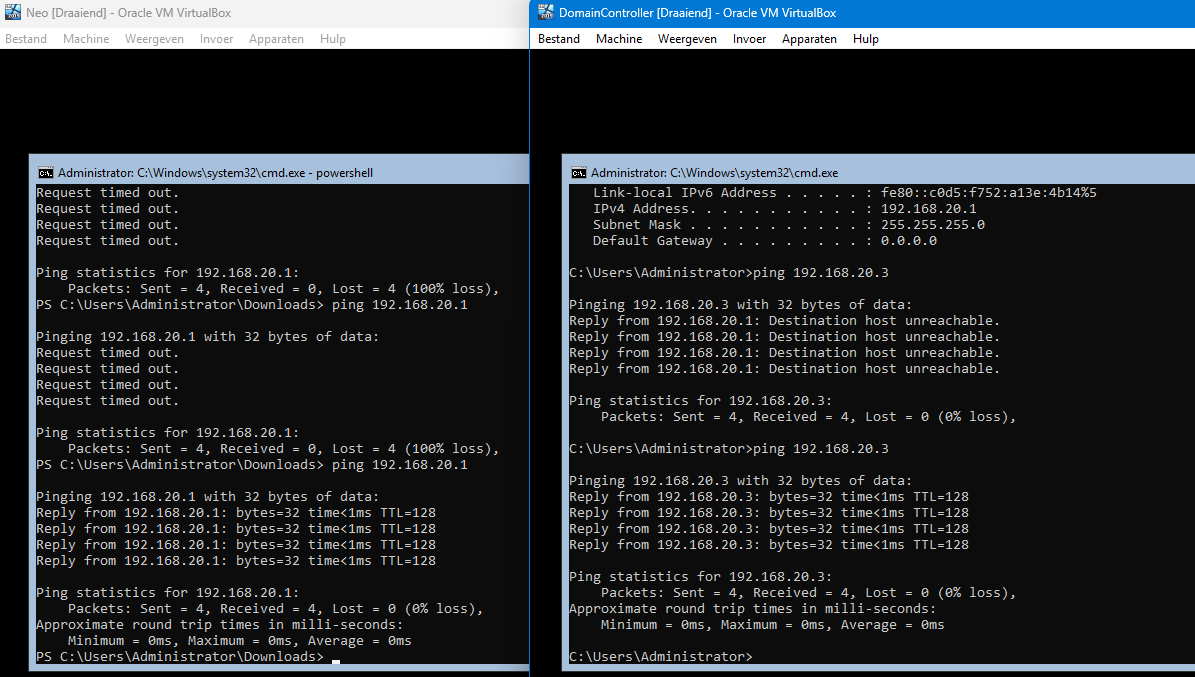 Neo [Draaiend] - Oracle VM VirtualBox
Bestand Machine Weergeven Invoer Apparaten Hulp
Administrator: C:\Windows\system32\cmd.exe - powershell
Request timed out.
Request timed out.
Request timed out.
Request timed out.
Ping statistics for 192.168.20.1:
Packets: Sent = 4, Received = 0, Lost = 4 (100% loss),
PS C:\Users\Administrator\Downloads> ping 192.168.20.1
Pinging 192.168.20.1 with 32 bytes of data:
Request timed out.
Request timed out.
Request timed out.
Request timed out.
Ping statistics for 192.168.20.1:
Packets: Sent = 4, Received = 0, Lost = 4 (100% loss),
PS C:\Users\Administrator\Downloads> ping 192.168.20.1
Pinging 192.168.20.1 with 32 bytes of data:
Reply from 192.168.20.1: bytes=32 time<1ms TTL=128
Reply from 192.168.20.1: bytes=32 time<1ms TTL=128
Reply from 192.168.20.1: bytes=32 time<1ms TTL=128
Reply from 192.168.20.1: bytes=32 time<1ms TTL=128
Ping statistics for 192.168.20.1:
Packets: Sent = 4, Received = 4, Lost = 0 (0% loss),
Approximate round trip times in milli-seconds:
Minimum = 0ms, Maximum = 0ms, Average = 0ms
PS C:\Users\Administrator\Downloads>
DomainController [Draaiend] - Oracle VM VirtualBox
Bestand Machine Weergeven Invoer Apparaten Hulp
Administrator: C:\Windows\system32\cmd.exe
Link-local IPv6 Address . . . . . : fe80::c0d5:f752:a13e:4b14%5
IPv4 Address. . . . . . . . . . . : 192.168.20.1
Subnet Mask . . . . . . . . . . . : 255.255.255.0
Default Gateway . . . . . . . . . : 0.0.0.0
C:\Users\Administrator>ping 192.168.20.3
Pinging 192.168.20.3 with 32 bytes of data:
Reply from 192.168.20.1: Destination host unreachable.
Reply from 192.168.20.1: Destination host unreachable.
Reply from 192.168.20.1: Destination host unreachable.
Reply from 192.168.20.1: Destination host unreachable.
Ping statistics for 192.168.20.3:
Packets: Sent = 4, Received = 4, Lost = 0 (0% loss),
C:\Users\Administrator>ping 192.168.20.3
Pinging 192.168.20.3 with 32 bytes of data:
Reply from 192.168.20.3: bytes=32 time<1ms TTL=128
Reply from 192.168.20.3: bytes=32 time<1ms TTL=128
Reply from 192.168.20.3: bytes=32 time<1ms TTL=128
Reply from 192.168.20.3: bytes=32 time<1ms TTL=128
Ping statistics for 192.168.20.3:
Packets: Sent = 4, Received = 4, Lost = 0 (0% loss),
Approximate round trip times in milli-seconds:
Minimum = 0ms, Maximum = 0ms, Average = 0ms
C:\Users\Administrator>